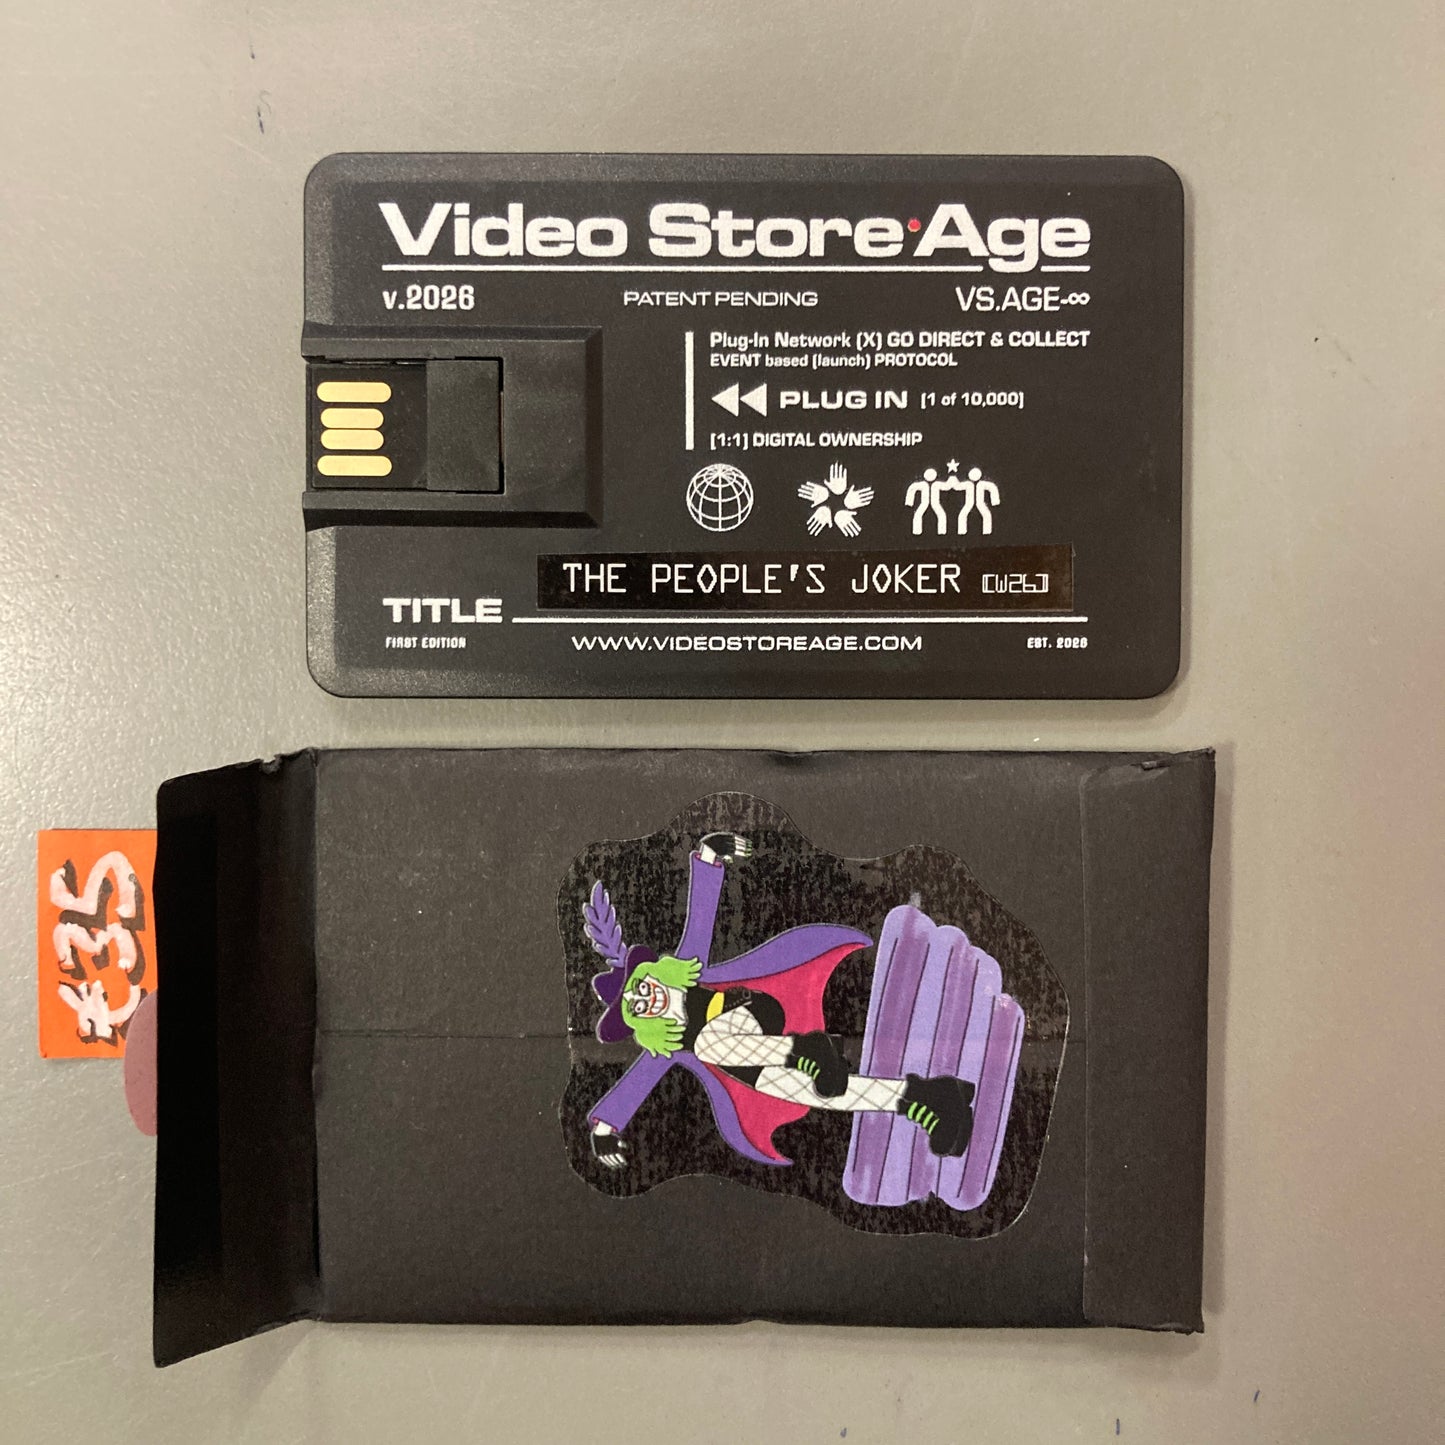 Video Store Age
v.2026 PATENT PENDING VS.AGE-∞
Plug-In Network (X) GO DIRECT & COLLECT
EVENT based (launch) PROTOCOL
PLUG IN [1 of 10,000]
[1:1] DIGITAL OWNERSHIP
THE PEOPLE'S JOKER [CW26]
TITLE
FIRST EDITION WWW.VIDEOSTOREAGE.COM EST. 2026